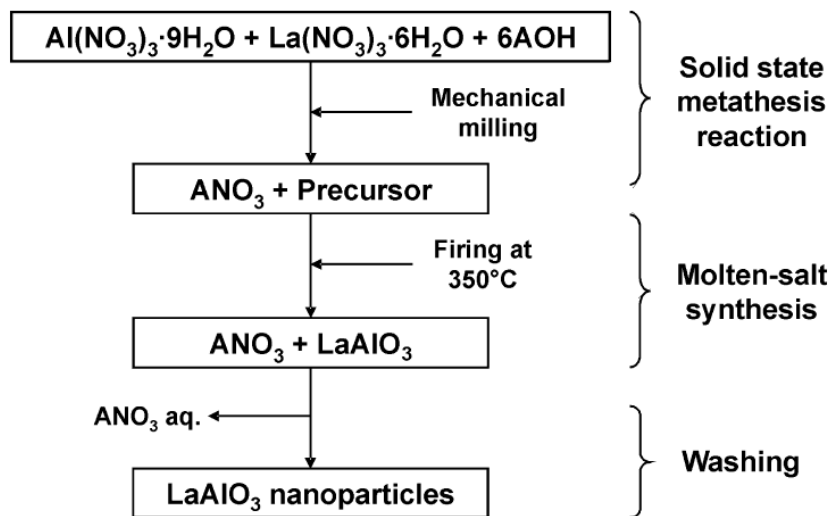 Al(NO₃)₃·9H₂O + La(NO₃)₃·6H₂O + 6AOH
Mechanical
milling
Solid state
metathesis
reaction
ANO₃ + Precursor
Firing at
350°C
Molten-salt
synthesis
ANO₃ + LaAlO₃
ANO₃ aq.
Washing
LaAlO₃ nanoparticles